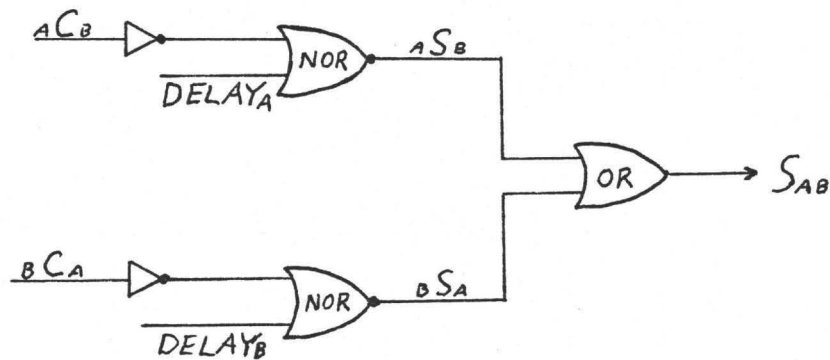 ACB
NOR
ASB
DELAYA
OR
SAB
BCA
NOR
BSA
DELAYB